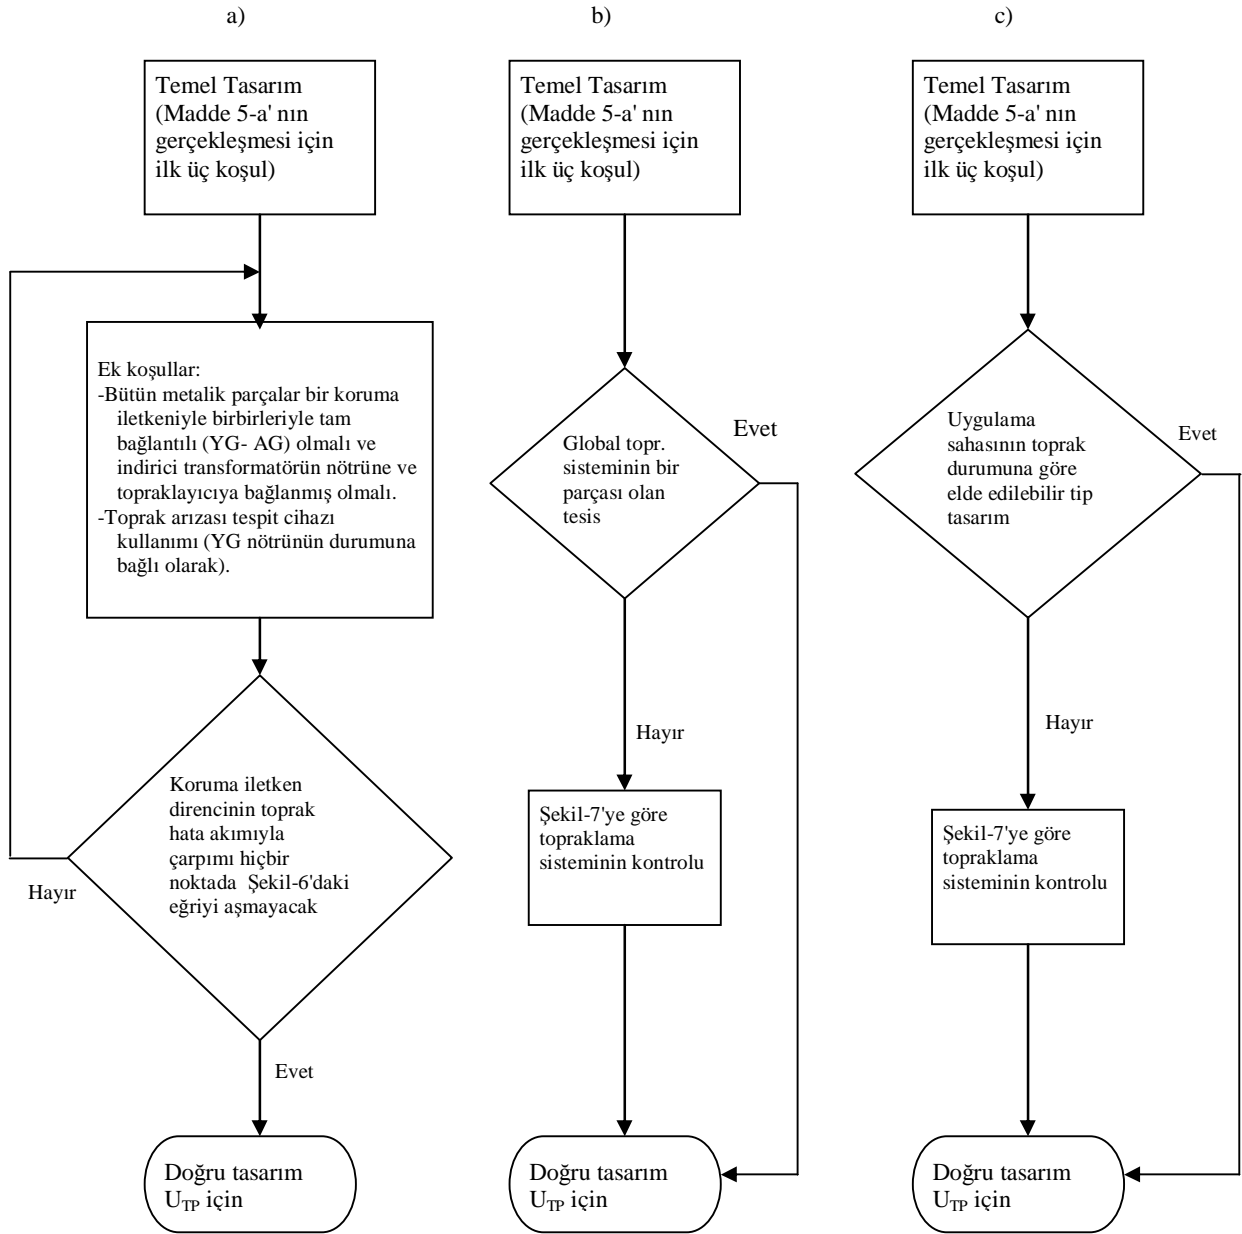 a)
Temel Tasarım
(Madde 5-a' nın
gerçekleşmesi için
ilk üç koşul)
Ek koşullar:
-Bütün metalik parçalar bir koruma
iletkeniyle birbirleriyle tam
bağlantılı (YG- AG) olmalı ve
indirici transformatörün nötrüne ve
topraklayıcıya bağlanmış olmalı.
-Toprak arızası tespit cihazı
kullanımı (YG nötrünün durumuna
bağlı olarak).
Koruma iletken
direncinin toprak
hata akımıyla
çarpımı hiçbir
noktada Şekil-6'daki
eğriyi aşmayacak
Hayır
Evet
Doğru tasarım
UTP için
b)
Temel Tasarım
(Madde 5-a' nın
gerçekleşmesi için
ilk üç koşul)
Global topr.
sisteminin bir
parçası olan
tesis
Evet
Hayır
Şekil-7'ye göre
topraklama
sisteminin kontrolu
Doğru tasarım
UTP için
c)
Temel Tasarım
(Madde 5-a' nın
gerçekleşmesi için
ilk üç koşul)
Uygulama
sahasının toprak
durumuna göre
elde edilebilir tip
tasarım
Evet
Hayır
Şekil-7'ye göre
topraklama
sisteminin kontrolu
Doğru tasarım
UTP için